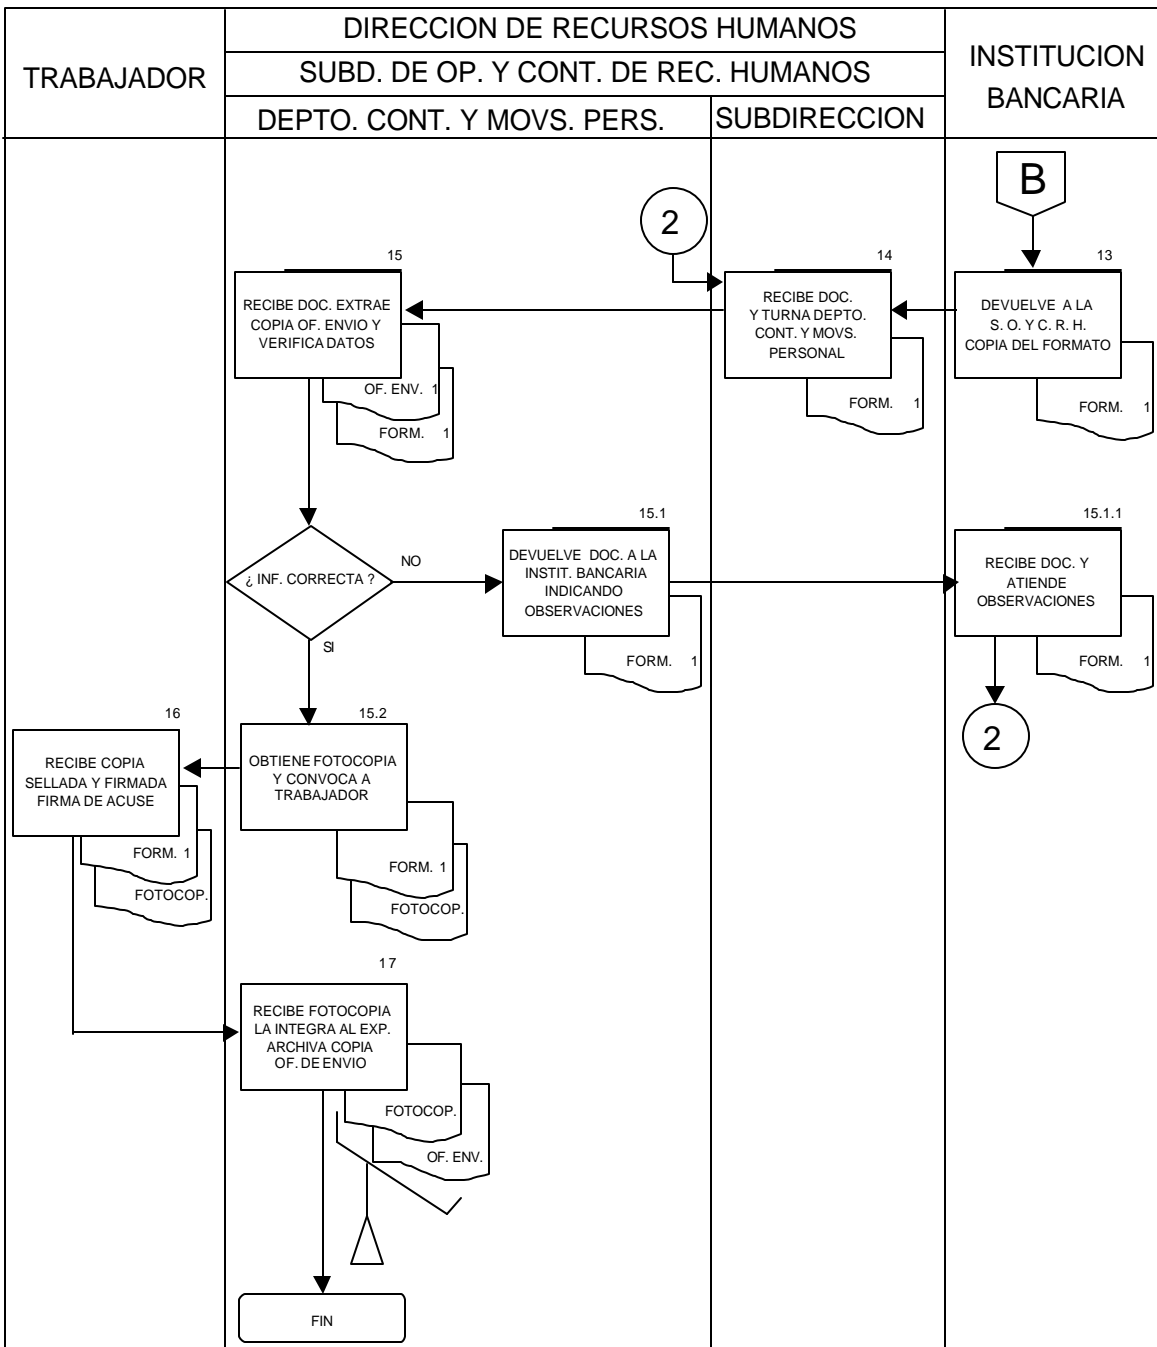 DIRECCION DE RECURSOS HUMANOS
TRABAJADOR
SUBD. DE OP. Y CONT. DE REC. HUMANOS
INSTITUCION
BANCARIA
DEPTO. CONT. Y MOVS. PERS.
SUBDIRECCION
B
2
15
RECIBE DOC. EXTRAE
COPIA OF. ENVIO Y
VERIFICA DATOS
OF. ENV. 1
FORM. 1
14
RECIBE DOC.
Y TURNA DEPTO.
CONT. Y MOVS.
PERSONAL
FORM. 1
13
DEVUELVE A LA
S. O. Y C. R. H.
COPIA DEL FORMATO
FORM. 1
¿ INF. CORRECTA ?
NO
SI
15.1
DEVUELVE DOC. A LA
INSTIT. BANCARIA
INDICANDO
OBSERVACIONES
FORM. 1
15.1.1
RECIBE DOC. Y
ATIENDE
OBSERVACIONES
FORM. 1
2
16
RECIBE COPIA
SELLADA Y FIRMADA
FIRMA DE ACUSE
FORM. 1
FOTOCOP.
15.2
OBTIENE FOTOCOPIA
Y CONVOCA A
TRABAJADOR
FORM. 1
FOTOCOP.
17
RECIBE FOTOCOPIA
LA INTEGRA AL EXP.
ARCHIVA COPIA
OF. DE ENVIO
FOTOCOP.
OF. ENV.
FIN